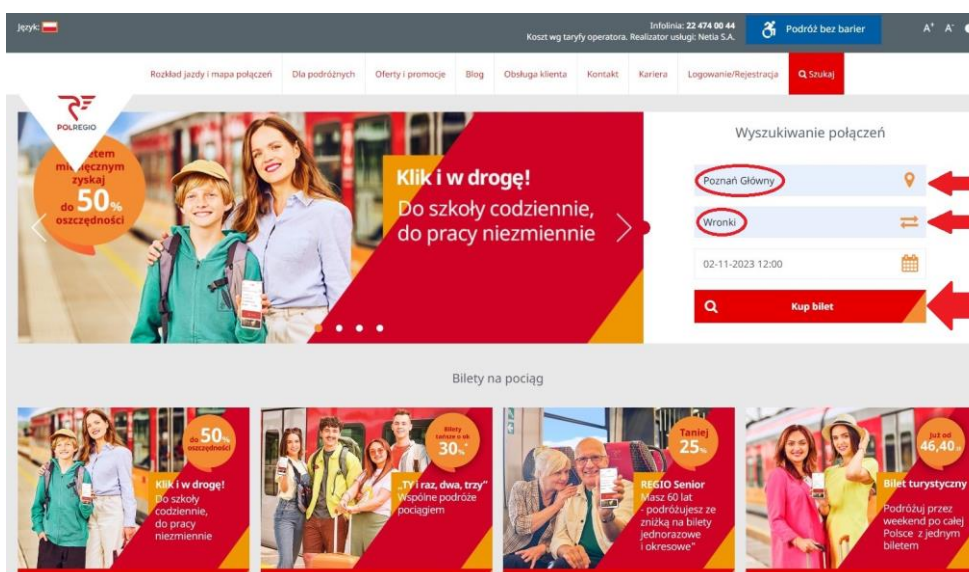 Język:
Infolinia: 22 474 00 44
Koszt wg taryfy operatora. Realizator usługi: Netia S.A.
Podróż bez barier
A+ A-
Rozkład jazdy i mapa połączeń Dla podróżnych Oferty i promocje Blog Obsługa klienta Kontakt Kariera Logowanie/Rejestracja Szukaj
POLREGIO
zyskaj
do 50%
oszczędności
Klik i w drogę!
Do szkoły codziennie,
do pracy niezmiennie
Wyszukiwanie połączeń
Poznań Główny
Wronki
02-11-2023 12:00
Kup bilet
Bilety na pociąg
do 50%
oszczędności
Klik i w drogę!
Do szkoły
codziennie,
do pracy
niezmiennie
Bilety
tańsze o ok
30%*
„TY i raz, dwa, trzy”
Wspólne podróże
pociągiem
Taniej
25%
REGIO Senior
Masz 60 lat
- podróżujesz ze
zniżką na bilety
jednorazowe
i okresowe"
Już od
46,40 zł
Bilet turystyczny
Podróżuj przez
weekend po całej
Polsce z jednym
biletem